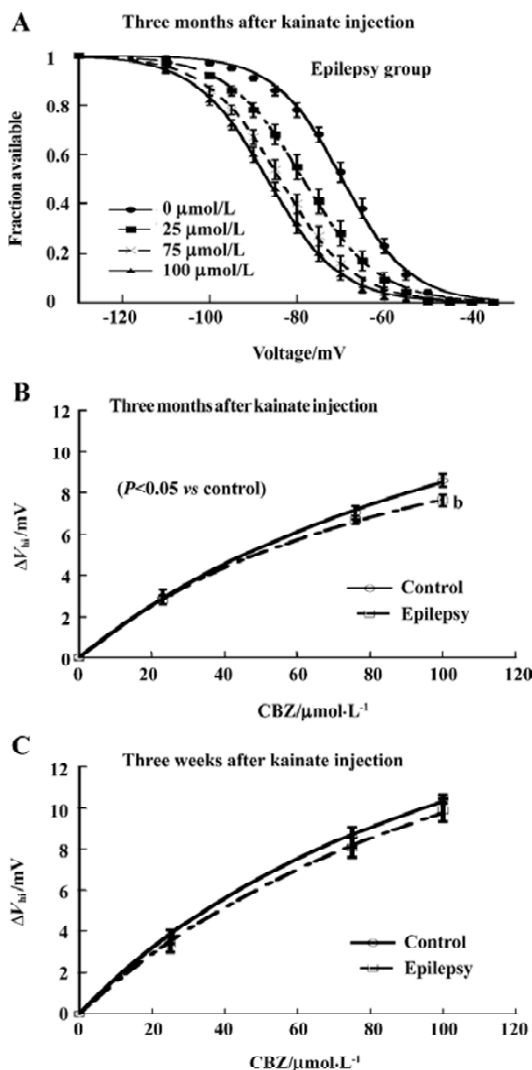 A
Three months after kainate injection
Epilepsy group
1
0.8
0.6
0.4
0.2
0
Fraction available
0 μmol/L
25 μmol/L
75 μmol/L
100 μmol/L
-120 -100 -80 -60 -40
Voltage/mV
B
Three months after kainate injection
(P<0.05 vs control)
12
10
8
6
4
2
0
ΔVhi/mV
b
Control
Epilepsy
0 20 40 60 80 100 120
CBZ/μmol·L-1
C
Three weeks after kainate injection
12
10
8
6
4
2
0
ΔVhi/mV
Control
Epilepsy
0 20 40 60 80 100 120
CBZ/μmol·L-1